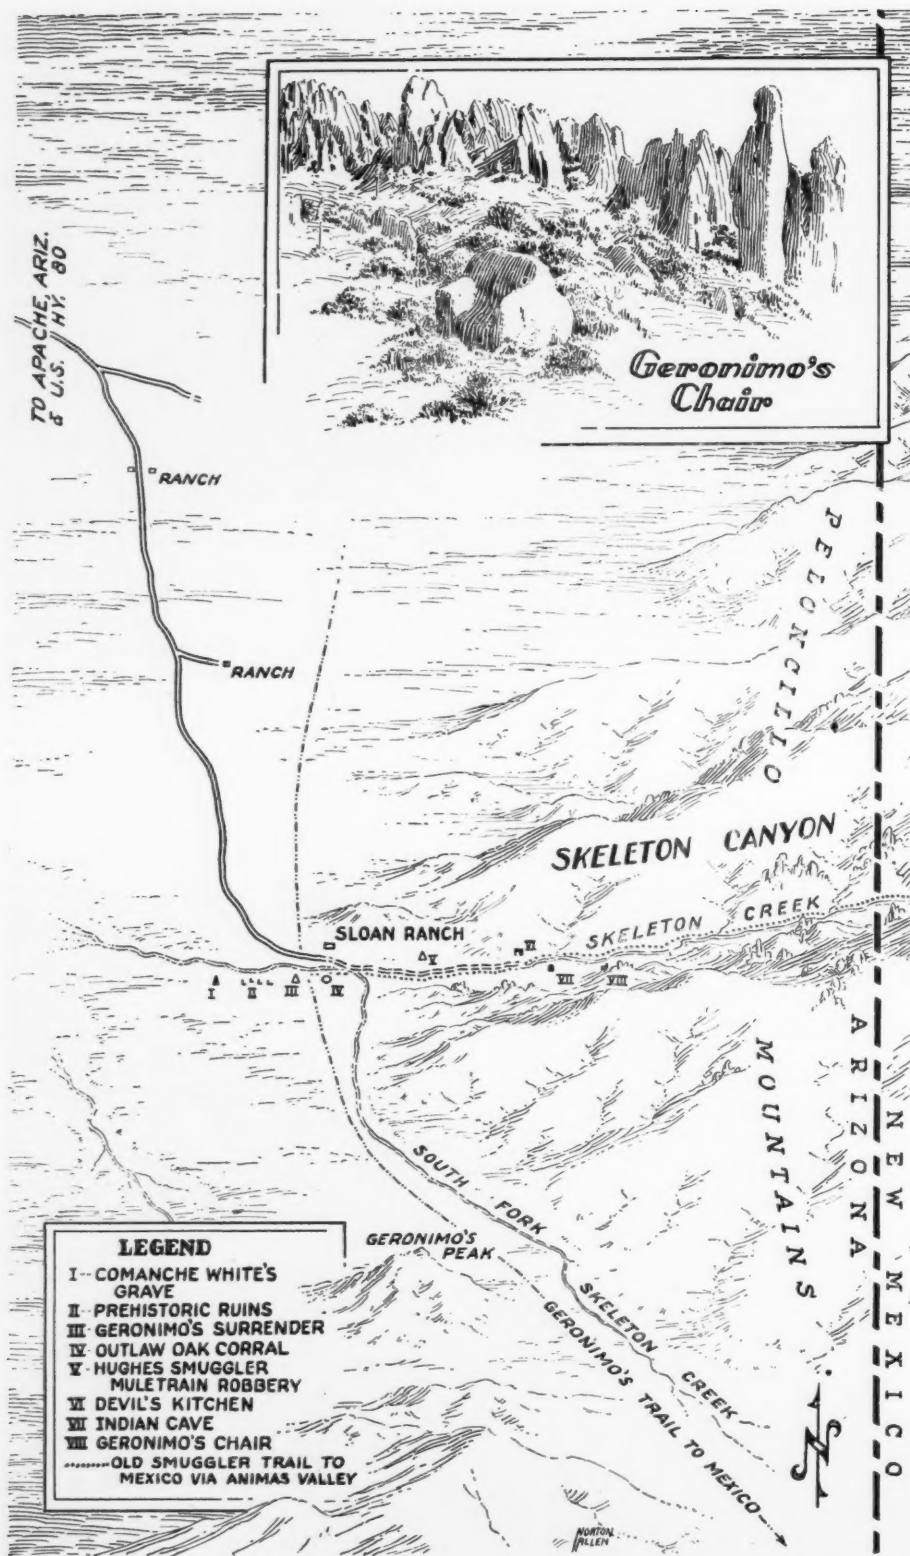 Geronimo's
Chair
TO APACHE, ARIZ.
& U.S. HY. 80
RANCH
RANCH
PELONCILLO
SKELETON CANYON
SKELETON CREEK
SLOAN RANCH
I
II
III
IV
V
VI
VII
VIII
ARIZONA
NEW MEXICO
MOUNTAINS
SOUTH FORK SKELETON CREEK
GERONIMO'S
PEAK
GERONIMO'S TRAIL TO MEXICO
LEGEND
I -- COMANCHE WHITE'S
GRAVE
II -- PREHISTORIC RUINS
III GERONIMO'S SURRENDER
IV - OUTLAW OAK CORRAL
V - HUGHES SMUGGLER
MULETRAIN ROBBERY
VI DEVIL'S KITCHEN
VII INDIAN CAVE
VIII GERONIMO'S CHAIR
........ OLD SMUGGLER TRAIL TO
MEXICO VIA ANIMAS VALLEY
NORTON
ALLEN